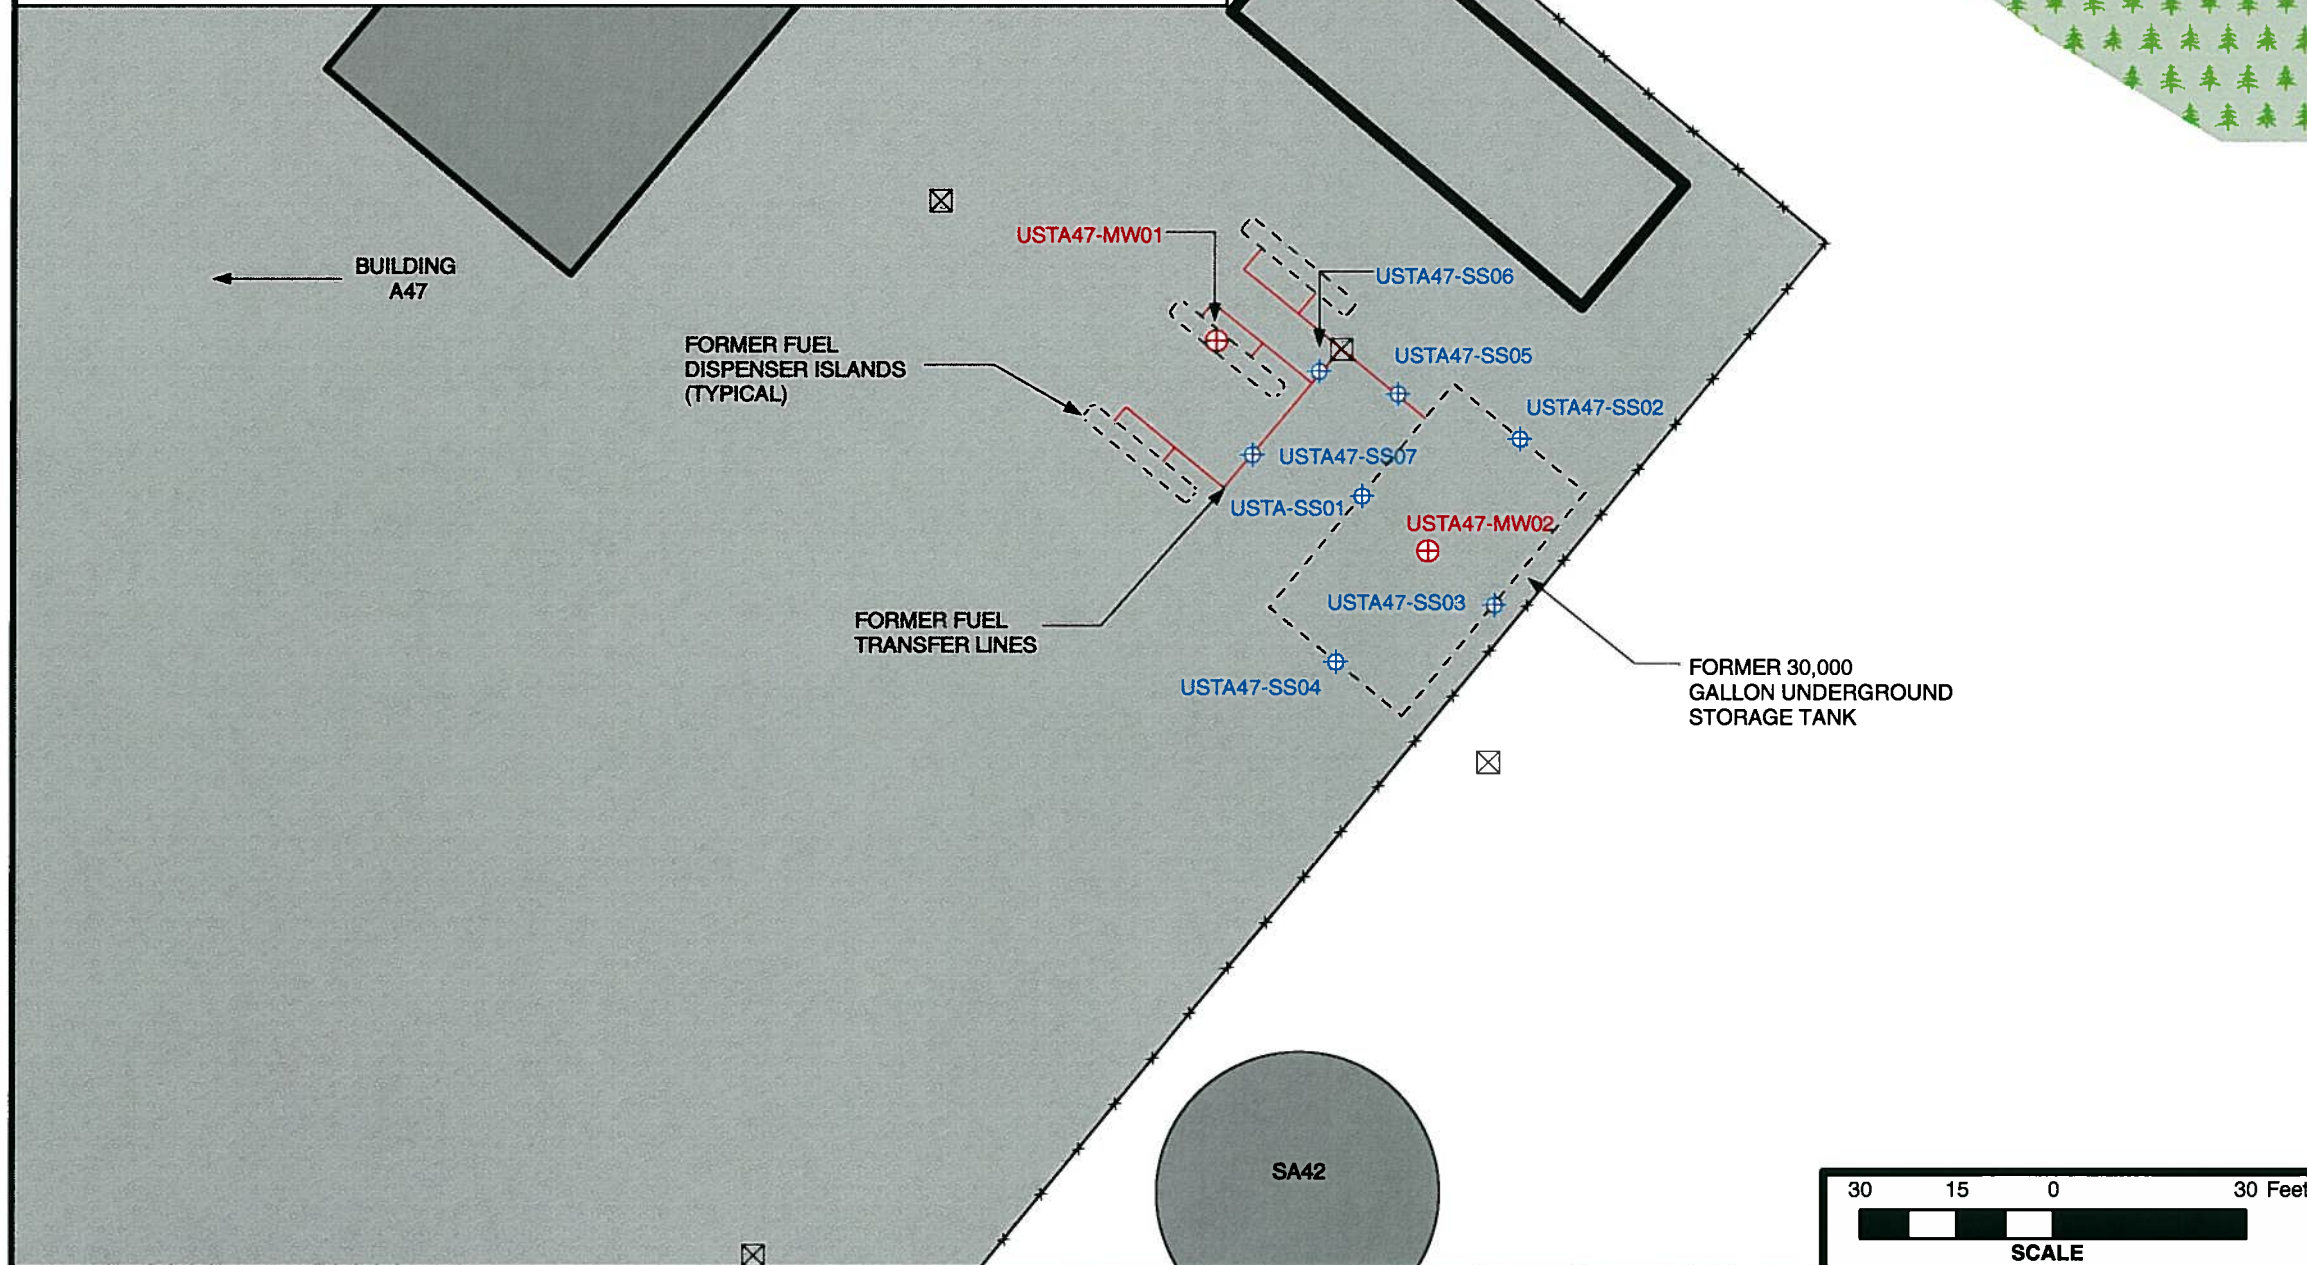 USTA47-MW01
BUILDING
A47
USTA47-SS06
FORMER FUEL
DISPENSER ISLANDS
(TYPICAL)
USTA47-SS05
USTA47-SS02
USTA47-SS07
USTA-SS01
USTA47-MW02
USTA47-SS03
FORMER FUEL
TRANSFER LINES
USTA47-SS04
FORMER 30,000
GALLON UNDERGROUND
STORAGE TANK
SA42
30 15 0 30 Feet
SCALE